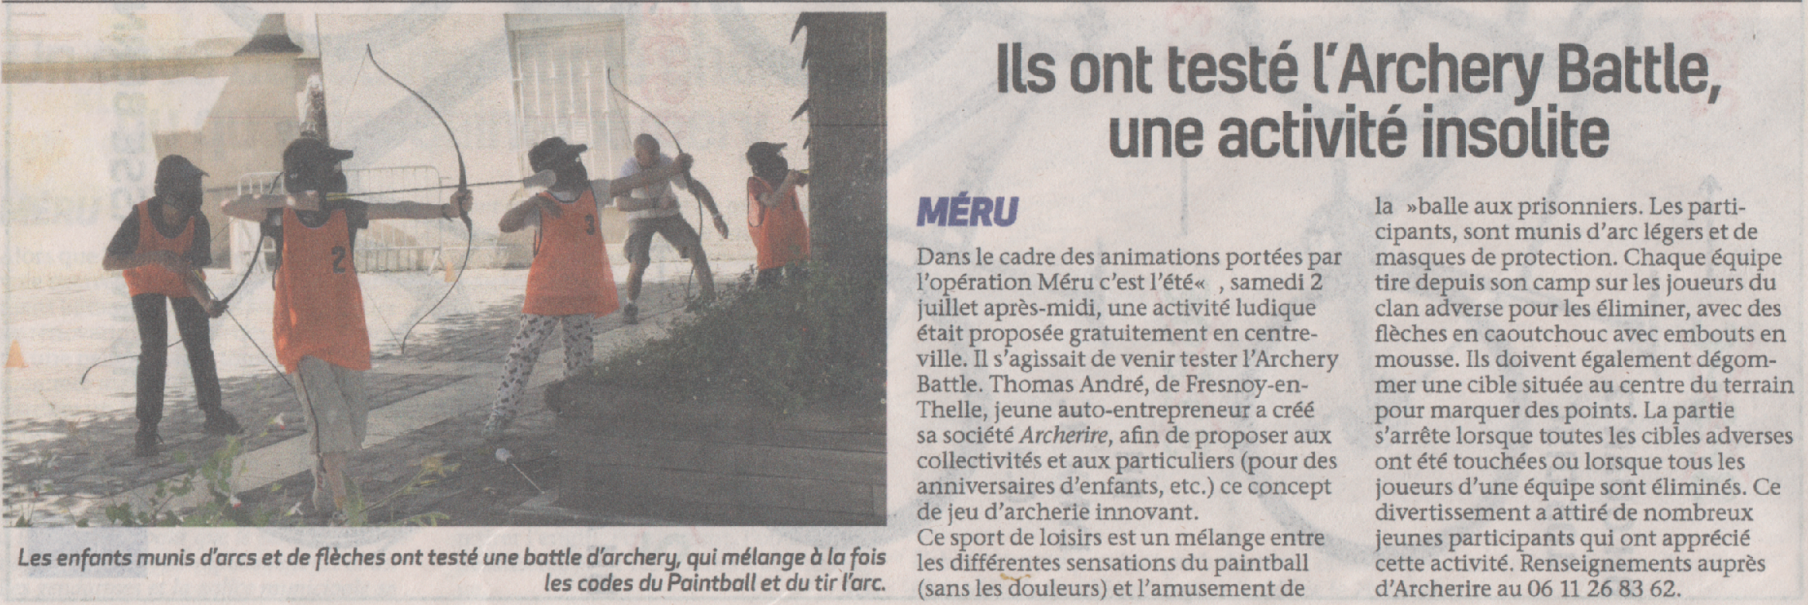 Ils ont testé l'Archery Battle,
une activité insolite
MÉRU
Dans le cadre des animations portées par
l'opération Méru c'est l'été« , samedi 2
juillet après-midi, une activité ludique
était proposée gratuitement en centre-
ville. Il s'agissait de venir tester l'Archery
Battle. Thomas André, de Fresnoy-en-
Thelle, jeune auto-entrepreneur a créé
sa société Archerire, afin de proposer aux
collectivités et aux particuliers (pour des
anniversaires d'enfants, etc.) ce concept
de jeu d'archerie innovant.
Ce sport de loisirs est un mélange entre
les différentes sensations du paintball
(sans les douleurs) et l'amusement de
la »balle aux prisonniers. Les parti-
cipants, sont munis d'arc légers et de
masques de protection. Chaque équipe
tire depuis son camp sur les joueurs du
clan adverse pour les éliminer, avec des
flèches en caoutchouc avec embouts en
mousse. Ils doivent également dégom-
mer une cible située au centre du terrain
pour marquer des points. La partie
s'arrête lorsque toutes les cibles adverses
ont été touchées ou lorsque tous les
joueurs d'une équipe sont éliminés. Ce
divertissement a attiré de nombreux
jeunes participants qui ont apprécié
cette activité. Renseignements auprès
d'Archerire au 06 11 26 83 62.
2
3
Les enfants munis d'arcs et de flèches ont testé une battle d'archery, qui mélange à la fois
les codes du Paintball et du tir l'arc.